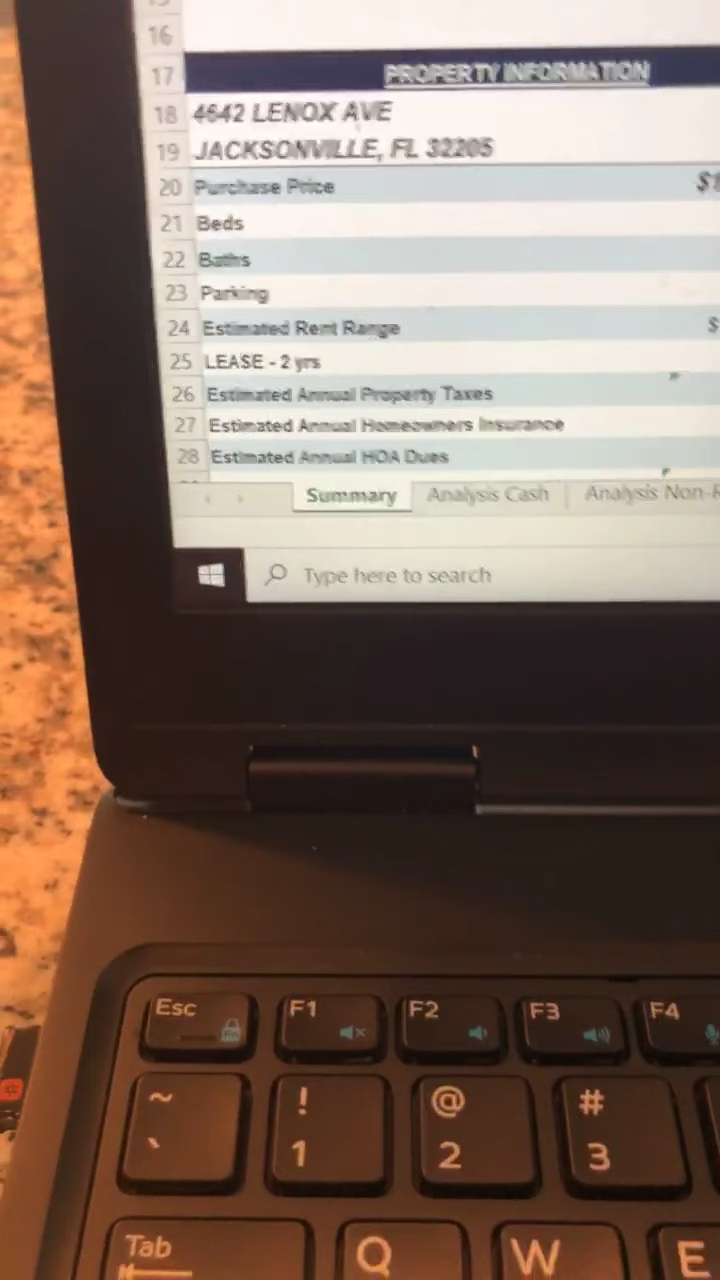 16
17 PROPERTY INFORMATION
18 4642 LENOX AVE
19 JACKSONVILLE, FL 32205
20 Purchase Price
21 Beds
22 Baths
23 Parking
24 Estimated Rent Range $
25 LEASE - 2 yrs
26 Estimated Annual Property Taxes
27 Estimated Annual Homeowners Insurance
28 Estimated Annual HOA Dues
Summary Analysis Cash Analysis
Type here to search
Esc F1 F2 F3 F4
~ ! @ #
` 1 2 3
Tab Q W E